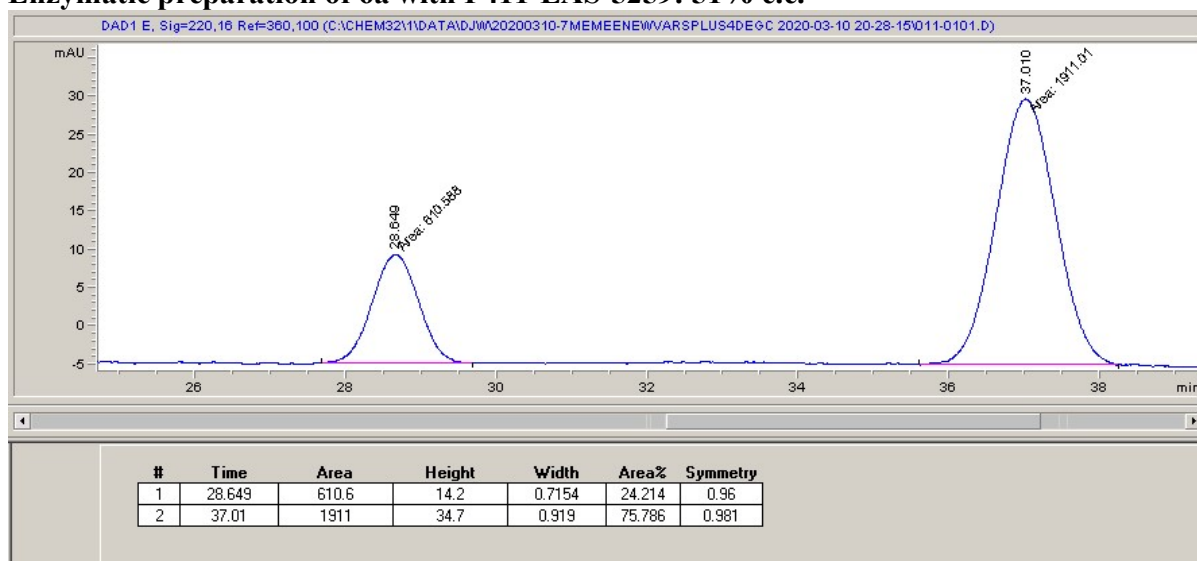 Enzymatic preparation of with 51% e.e.
DAD1 E, Sig=220,16 Ref=360,100 (C:\CHEM32\1\DATA\DJW\20200310-7MEMEENEWVARSPLUS4DEGC 2020-03-10 20-28-15\011-0101.D)
mAU
30
25
20
15
10
5
0
-5
28.649
Area: 610.588
37.010
Area: 1911.01
26 28 30 32 34 36 38 min
# Time Area Height Width Area% Symmetry
1 28.649 610.6 14.2 0.7154 24.214 0.96
2 37.01 1911 34.7 0.919 75.786 0.981